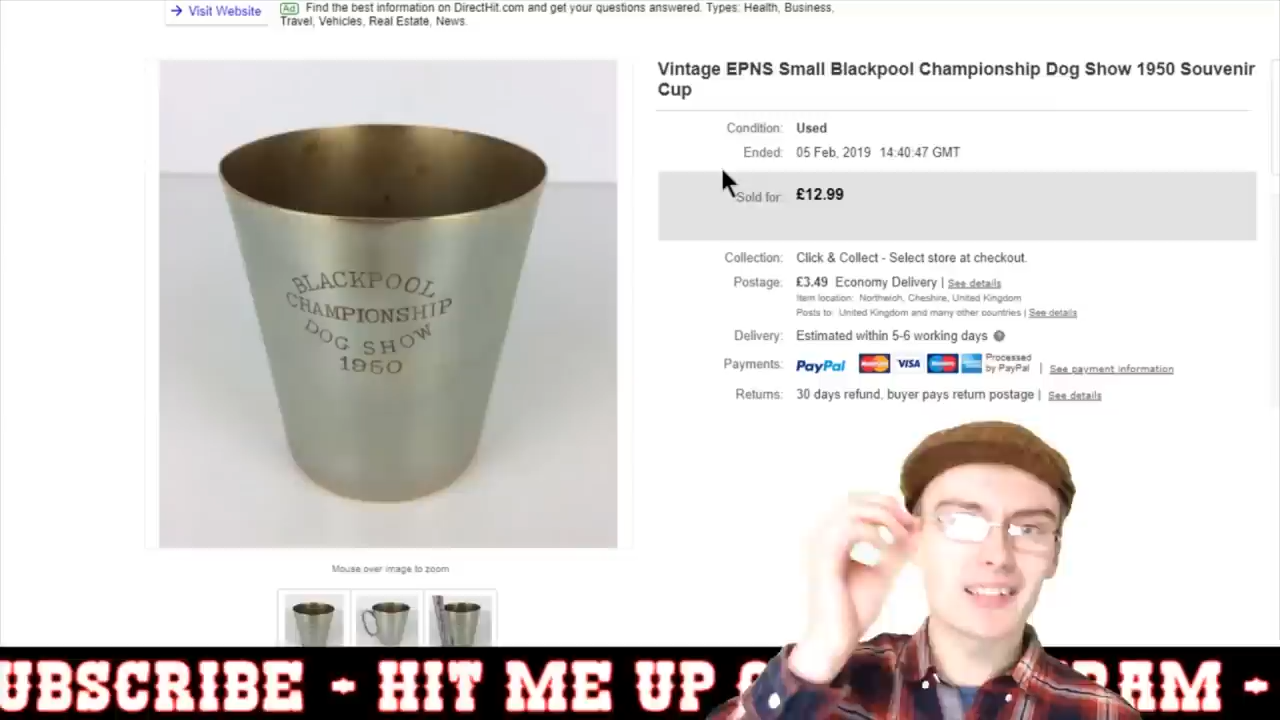 Visit Website
Ad Find the best information on DirectHit.com and get your questions answered. Types: Health, Business,
Travel, Vehicles, Real Estate, News.
Vintage EPNS Small Blackpool Championship Dog Show 1950 Souvenir
Cup
Condition: Used
Ended: 05 Feb, 2019 14:40:47 GMT
Sold for: £12.99
BLACKPOOL
CHAMPIONSHIP
DOG SHOW
1950
Collection: Click & Collect - Select store at checkout.
Postage: £3.49 Economy Delivery | See details
Item location: Northwich, Cheshire, United Kingdom
Posts to: United Kingdom and many other countries | See details
Delivery: Estimated within 5-6 working days
Payments: PayPal MasterCard VISA Processed by PayPal | See payment information
Returns: 30 days refund, buyer pays return postage | See details
Mouse over image to zoom
UBSCRIBE - HIT ME UP